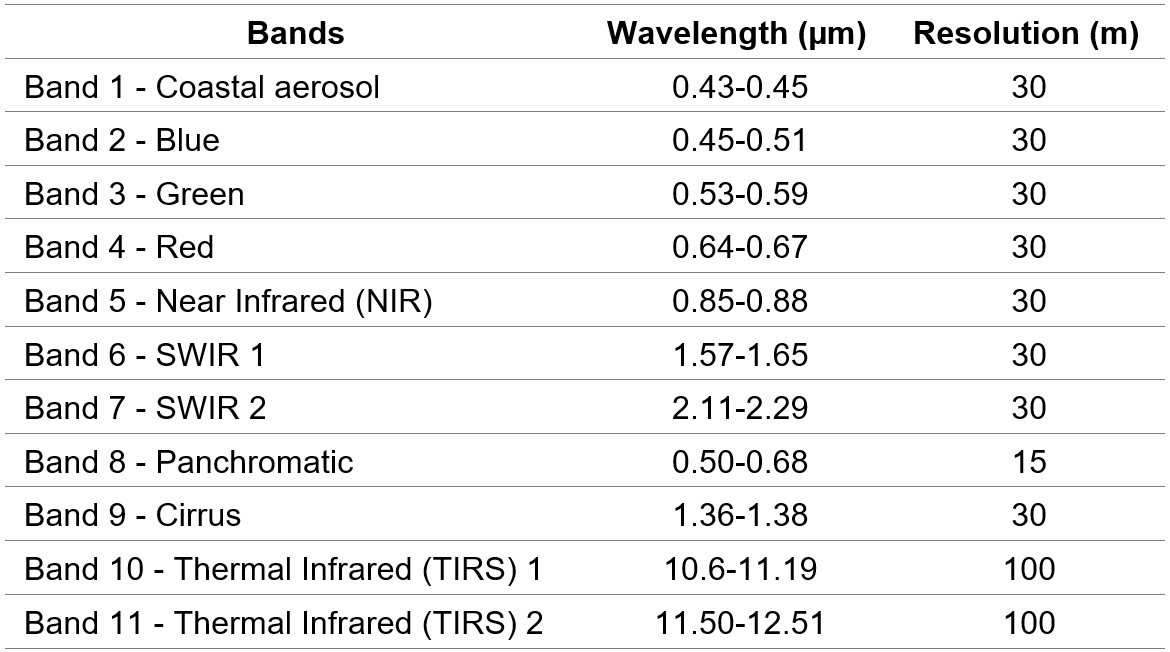 Bands Wavelength (µm) Resolution (m)
Band 1 - Coastal aerosol 0.43-0.45 30
Band 2 - Blue 0.45-0.51 30
Band 3 - Green 0.53-0.59 30
Band 4 - Red 0.64-0.67 30
Band 5 - Near Infrared (NIR) 0.85-0.88 30
Band 6 - SWIR 1 1.57-1.65 30
Band 7 - SWIR 2 2.11-2.29 30
Band 8 - Panchromatic 0.50-0.68 15
Band 9 - Cirrus 1.36-1.38 30
Band 10 - Thermal Infrared (TIRS) 1 10.6-11.19 100
Band 11 - Thermal Infrared (TIRS) 2 11.50-12.51 100